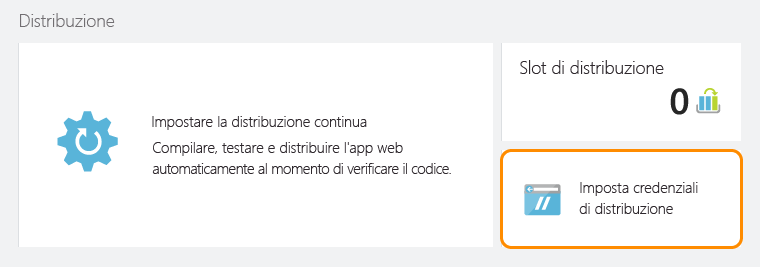 Distribuzione
Impostare la distribuzione continua
Compilare, testare e distribuire l'app web
automaticamente al momento di verificare il codice.
Slot di distribuzione
0
Imposta credenziali
di distribuzione